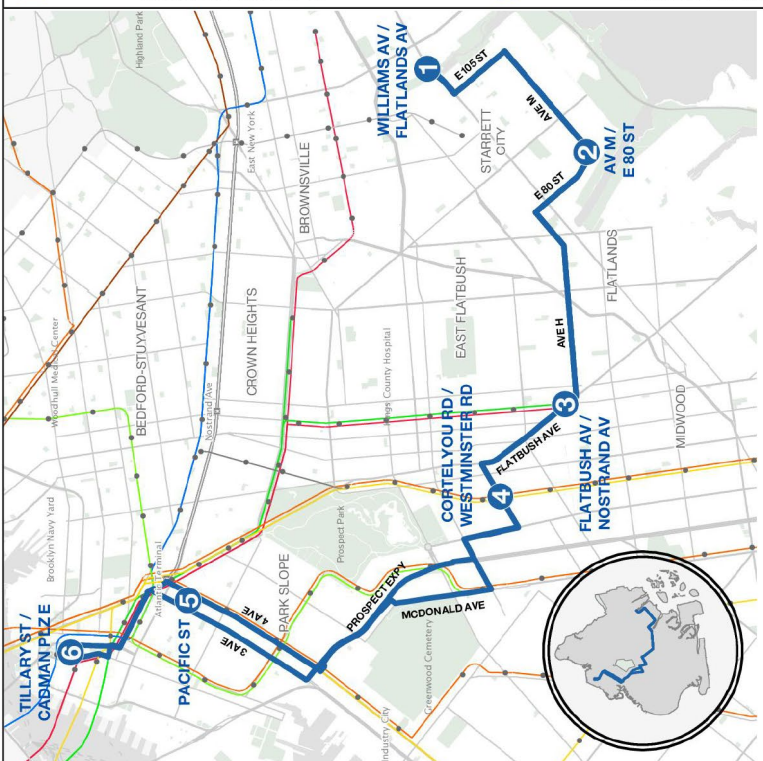 Highland Park
WILLIAMS AV /
FLATLANDS AV
1
E 105 ST
AVE M
STARRETT
CITY
2
AV M /
E 80 ST
E 80 ST
East New York
BROWNSVILLE
FLATLANDS
EAST FLATBUSH
AVE H
Woodhull Medical Center
BEDFORD-STUYVESANT
CROWN HEIGHTS
Nostrand Ave
Kings County Hospital
MIDWOOD
3
FLATBUSH AV /
NOSTRAND AV
FLATBUSH AVE
CORTELYOU RD /
WESTMINSTER RD
4
Brooklyn Navy Yard
Atlantic Terminal
Prospect Park
PARK SLOPE
PROSPECT EXPY
MCDONALD AVE
TILLARY ST /
CADMAN PLZ E
6
PACIFIC ST
5
4 AVE
3 AVE
Greenwood Cemetery
Industry City